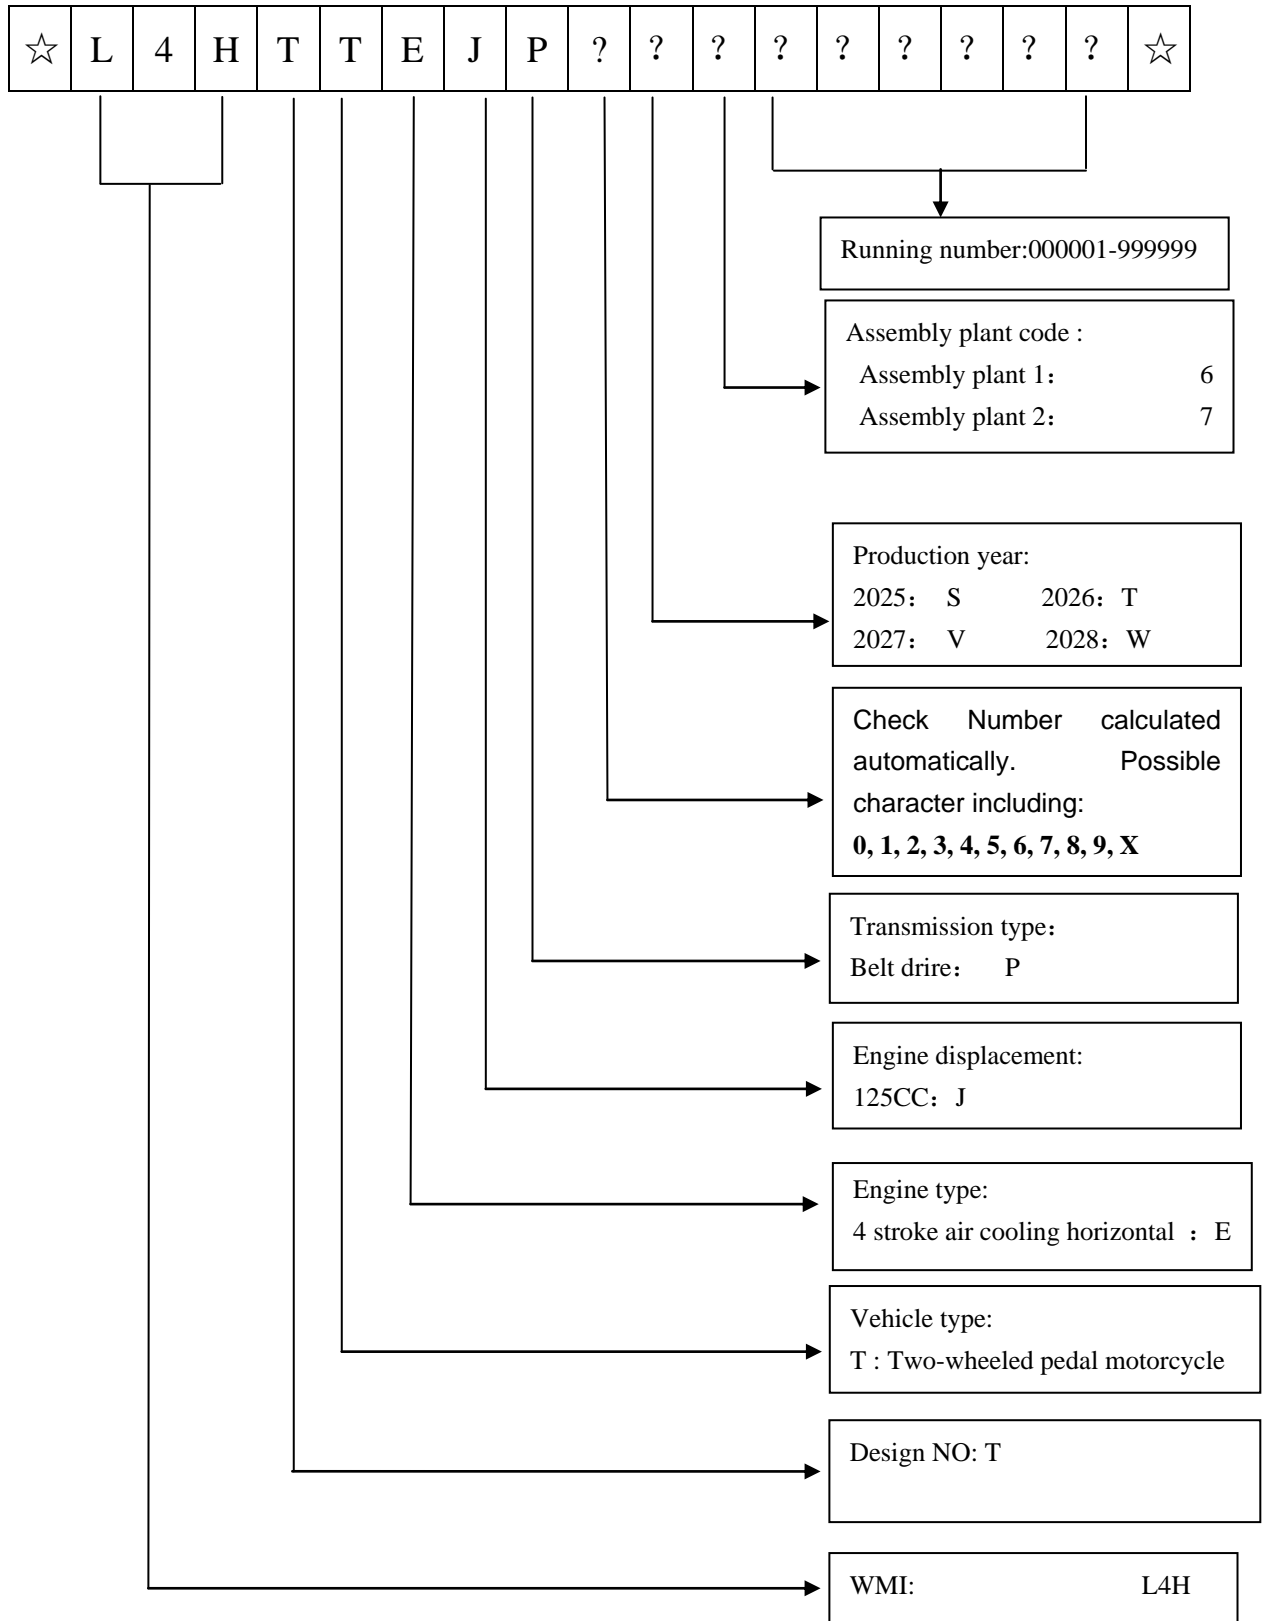 ☆ L 4 H T T E J P ? ? ? ? ? ? ? ? ? ☆
Running number:000001-999999
Assembly plant code :
Assembly plant 1： 6
Assembly plant 2： 7
Production year:
2025： S 2026：T
2027： V 2028：W
Check Number calculated
automatically. Possible
character including:
0, 1, 2, 3, 4, 5, 6, 7, 8, 9, X
Transmission type：
Belt drire： P
Engine displacement:
125CC：J
Engine type:
4 stroke air cooling horizontal ：E
Vehicle type:
T : Two-wheeled pedal motorcycle
Design NO: T
WMI: L4H